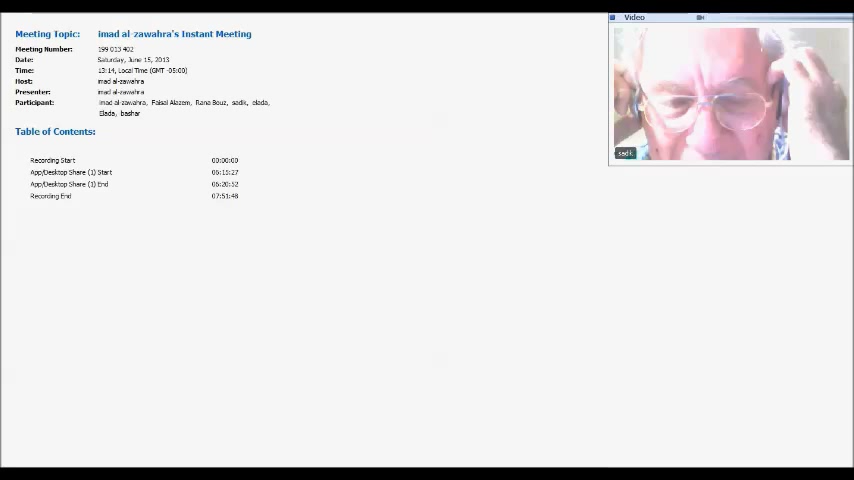 Meeting Topic: imad al-zawahra's Instant Meeting
Meeting Number: 199 013 402
Date: Saturday, June 15, 2013
Time: 13:14, Local Time (GMT -05:00)
Host: imad al-zawahra
Presenter: imad al-zawahra
Participant: imad al-zawahra, Faisal Alazem, Rana Bouz, sadik, elada,
Elada, bashar
Table of Contents:
Recording Start 00:00:00
App/Desktop Share (1) Start 06:15:27
App/Desktop Share (1) End 06:20:52
Recording End 07:51:48
Video
sadik